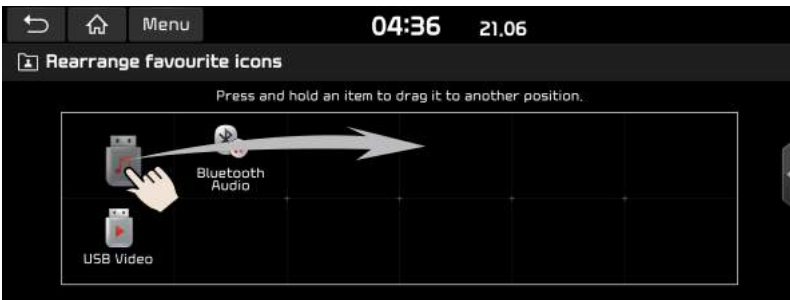 Menu 04:36 21.06
Rearrange favourite icons
Press and hold an item to drag it to another position.
Bluetooth
Audio
USB Video